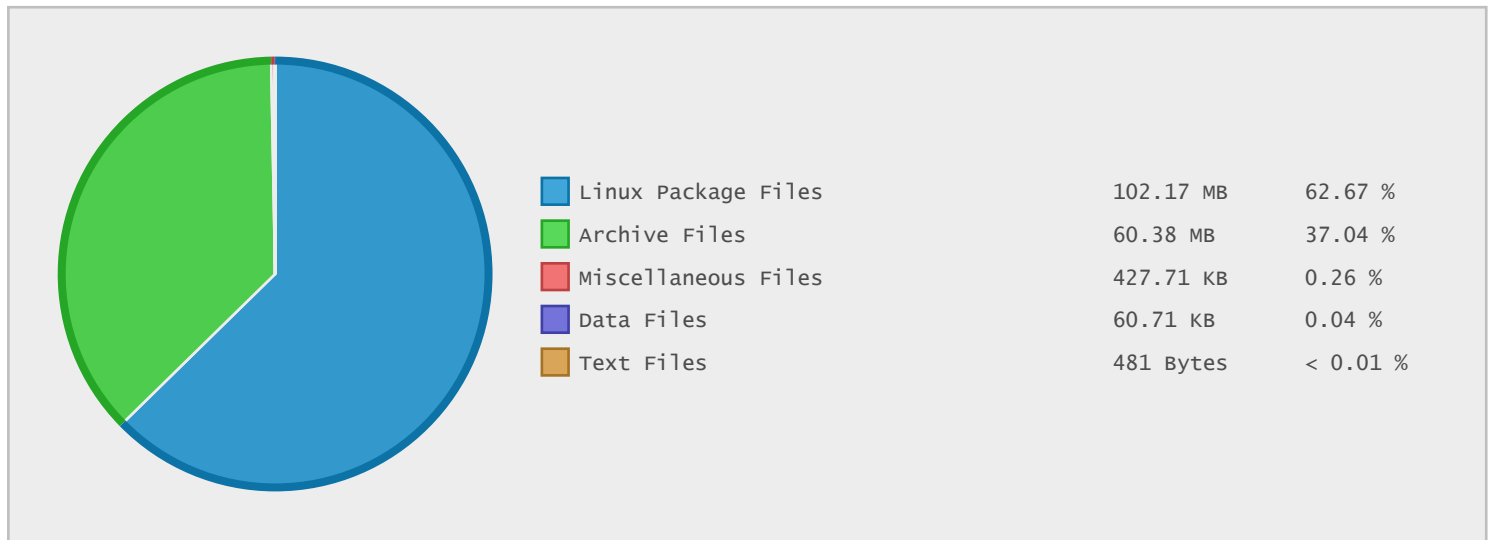 Linux Package Files 102.17 MB 62.67 %
Archive Files 60.38 MB 37.04 %
Miscellaneous Files 427.71 KB 0.26 %
Data Files 60.71 KB 0.04 %
Text Files 481 Bytes < 0.01 %